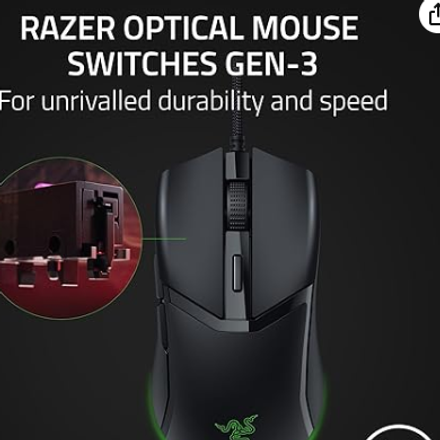 RAZER OPTICAL MOUSE
SWITCHES GEN-3
For unrivalled durability and speed